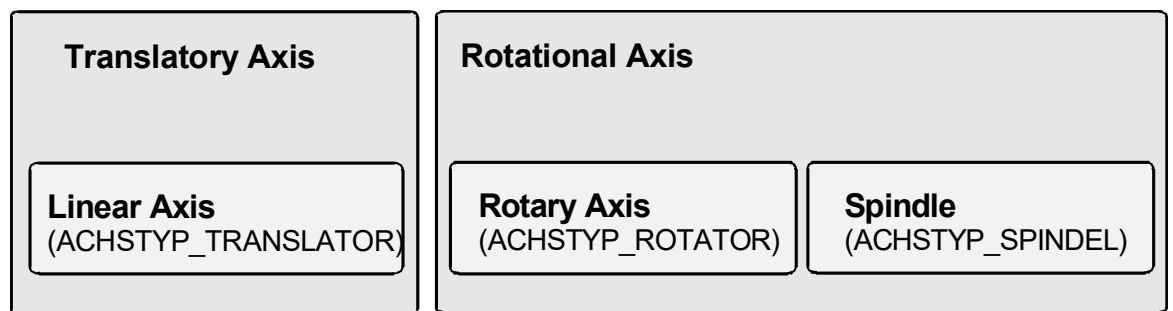 Translatory Axis
Rotational Axis
Linear Axis
(ACHSTYP_TRANSLATOR)
Rotary Axis
(ACHSTYP_ROTATOR)
Spindle
(ACHSTYP_SPINDEL)